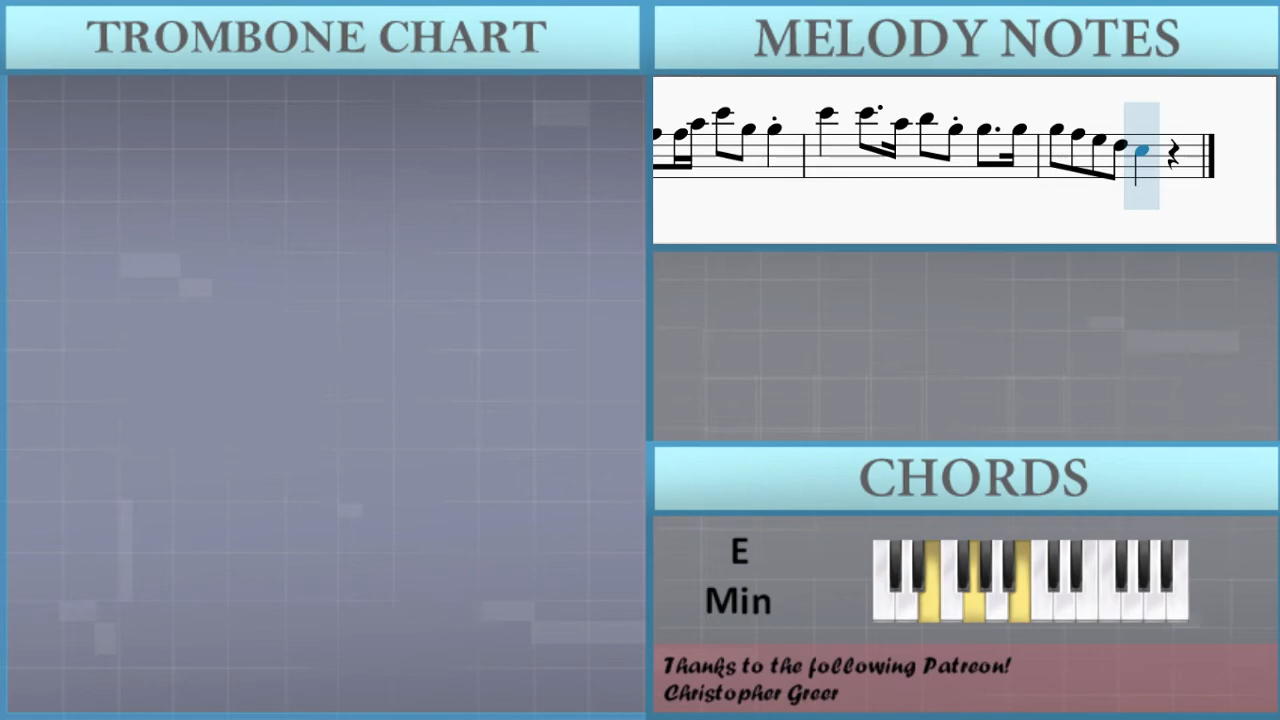 TROMBONE CHART
MELODY NOTES
CHORDS
E
Min
Thanks to the following Patreon!
Christopher Greer